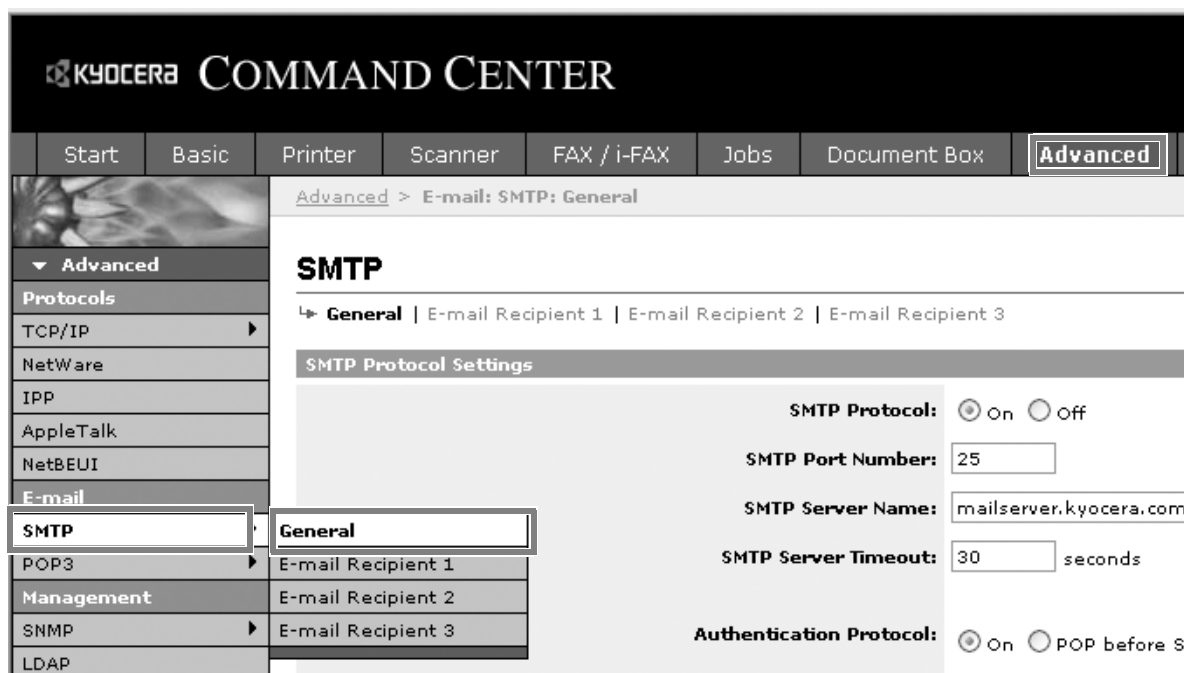 KYOCERA COMMAND CENTER
Start Basic Printer Scanner FAX / i-FAX Jobs Document Box Advanced
Advanced > E-mail: SMTP: General
Advanced
Protocols
TCP/IP
NetWare
IPP
AppleTalk
NetBEUI
E-mail
SMTP
POP3
Management
SNMP
LDAP
General
E-mail Recipient 1
E-mail Recipient 2
E-mail Recipient 3
SMTP
General | E-mail Recipient 1 | E-mail Recipient 2 | E-mail Recipient 3
SMTP Protocol Settings
SMTP Protocol: On Off
SMTP Port Number: 25
SMTP Server Name: mailserver.kyocera.com
SMTP Server Timeout: 30 seconds
Authentication Protocol: On POP before S